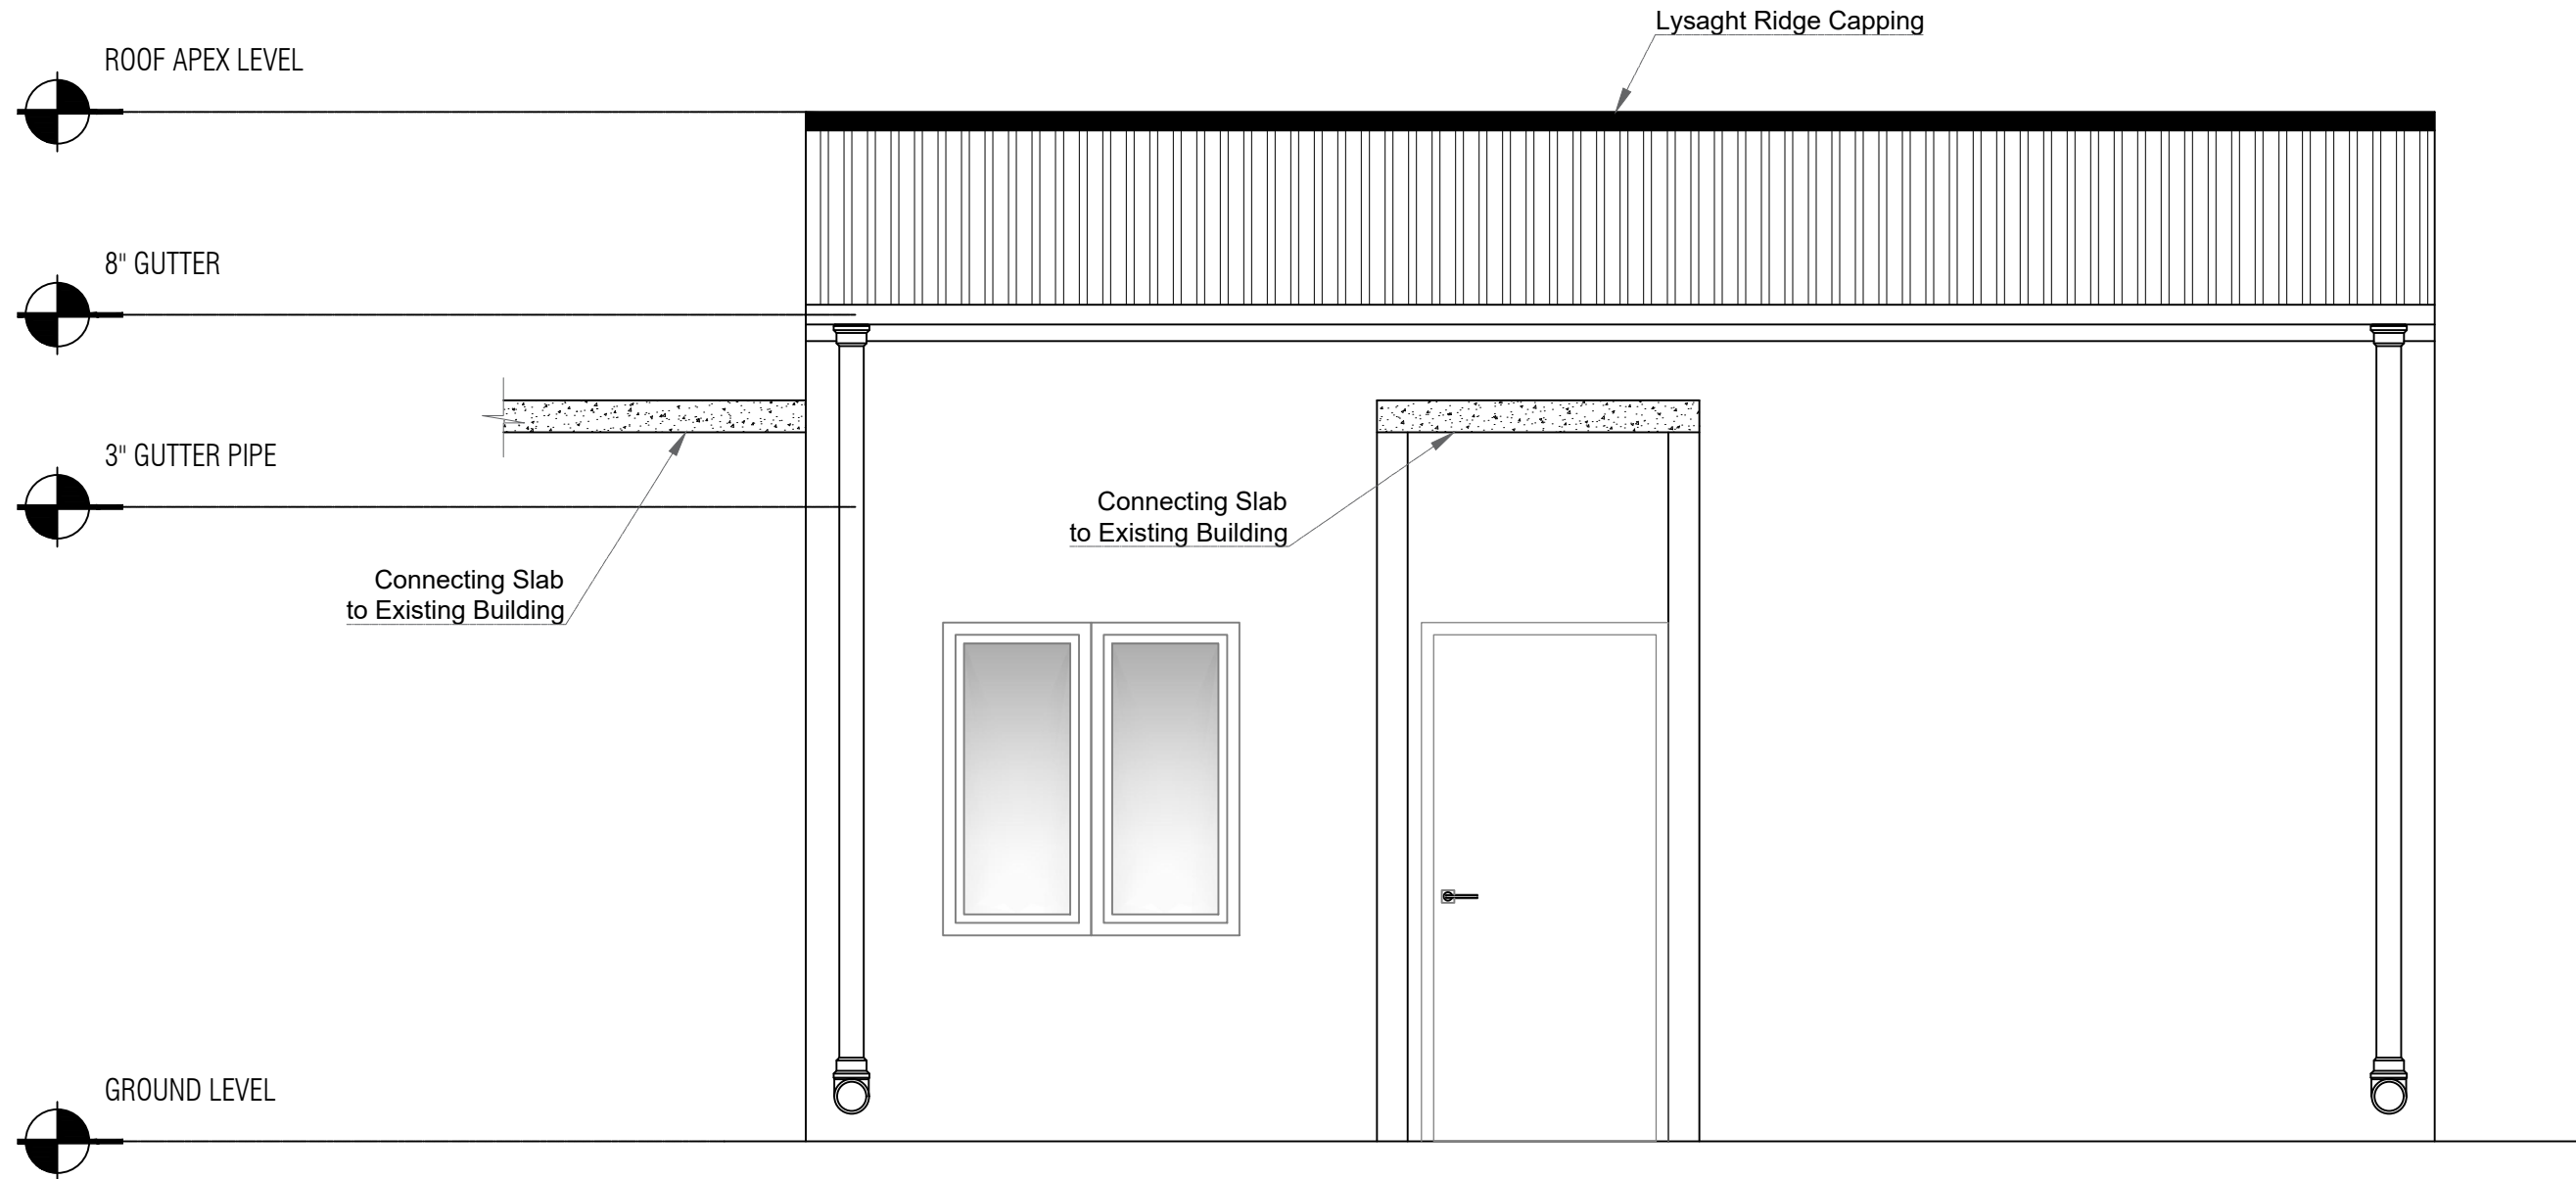 Lysaght Ridge Capping
ROOF APEX LEVEL
8" GUTTER
3" GUTTER PIPE
Connecting Slab
to Existing Building
Connecting Slab
to Existing Building
GROUND LEVEL